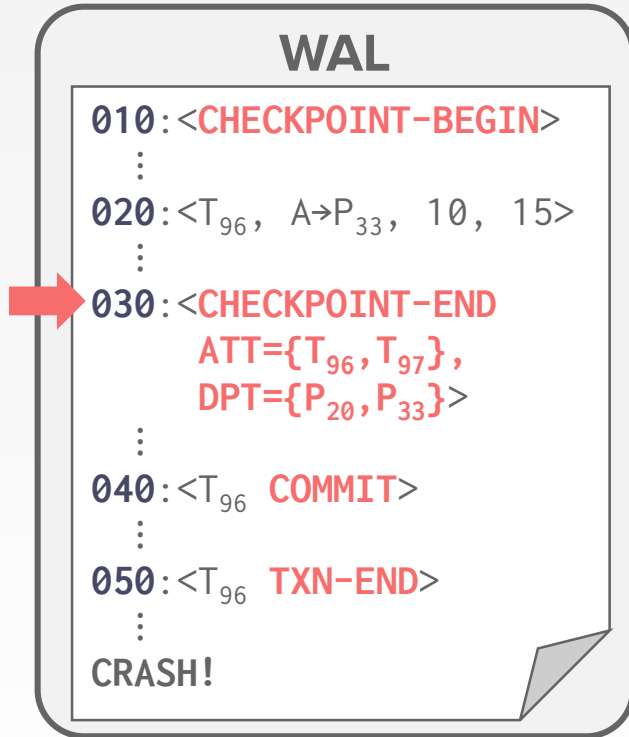 WAL
010:<CHECKPOINT-BEGIN>
⋮
020:<T₉₆, A→P₃₃, 10, 15>
⋮
030:<CHECKPOINT-END
ATT={T₉₆,T₉₇},
DPT={P₂₀,P₃₃}>
⋮
040:<T₉₆ COMMIT>
⋮
050:<T₉₆ TXN-END>
⋮
CRASH!